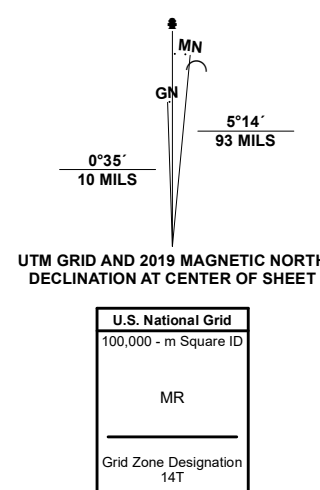 MN
GN
5°14´
93 MILS
0°35´
10 MILS
UTM GRID AND 2019 MAGNETIC NORTH
DECLINATION AT CENTER OF SHEET
U.S. National Grid
100,000 - m Square ID
MR
Grid Zone Designation
14T